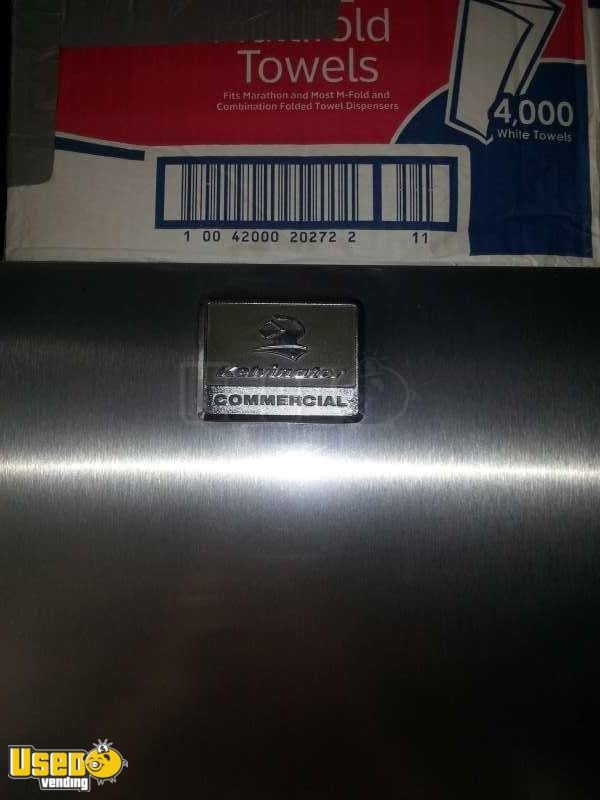 Multifold
Towels
Fits Marathon and Most M-Fold and
Combination Folded Towel Dispensers
4,000
White Towels
1 00 42000 20272 2 11
Kelvinator
COMMERCIAL
USED
vending